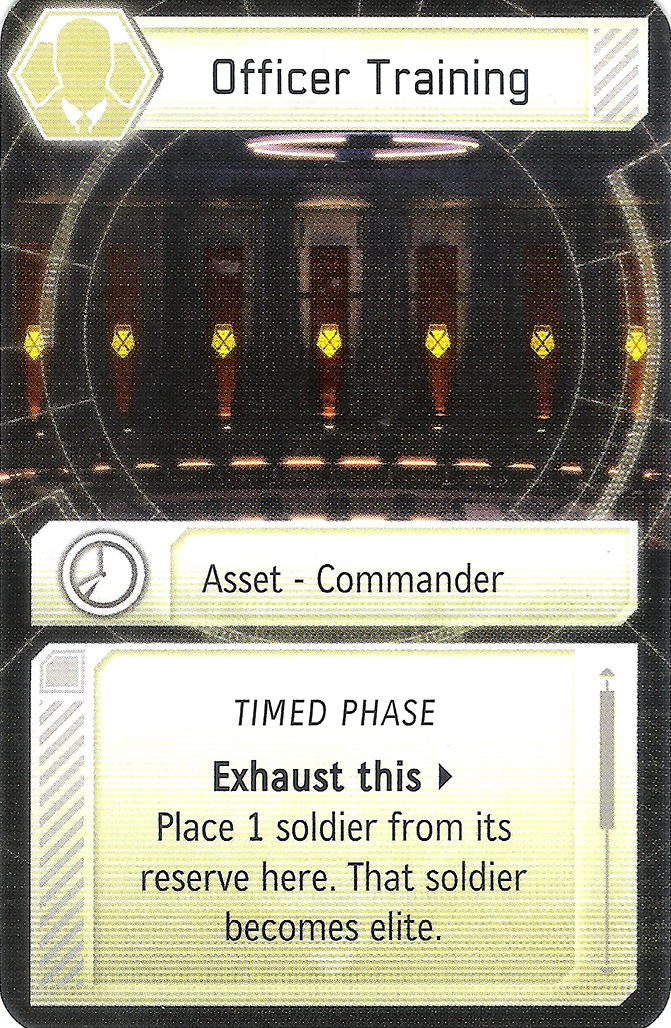 Officer Training
Asset - Commander
TIMED PHASE
Exhaust this ▸
Place 1 soldier from its
reserve here. That soldier
becomes elite.